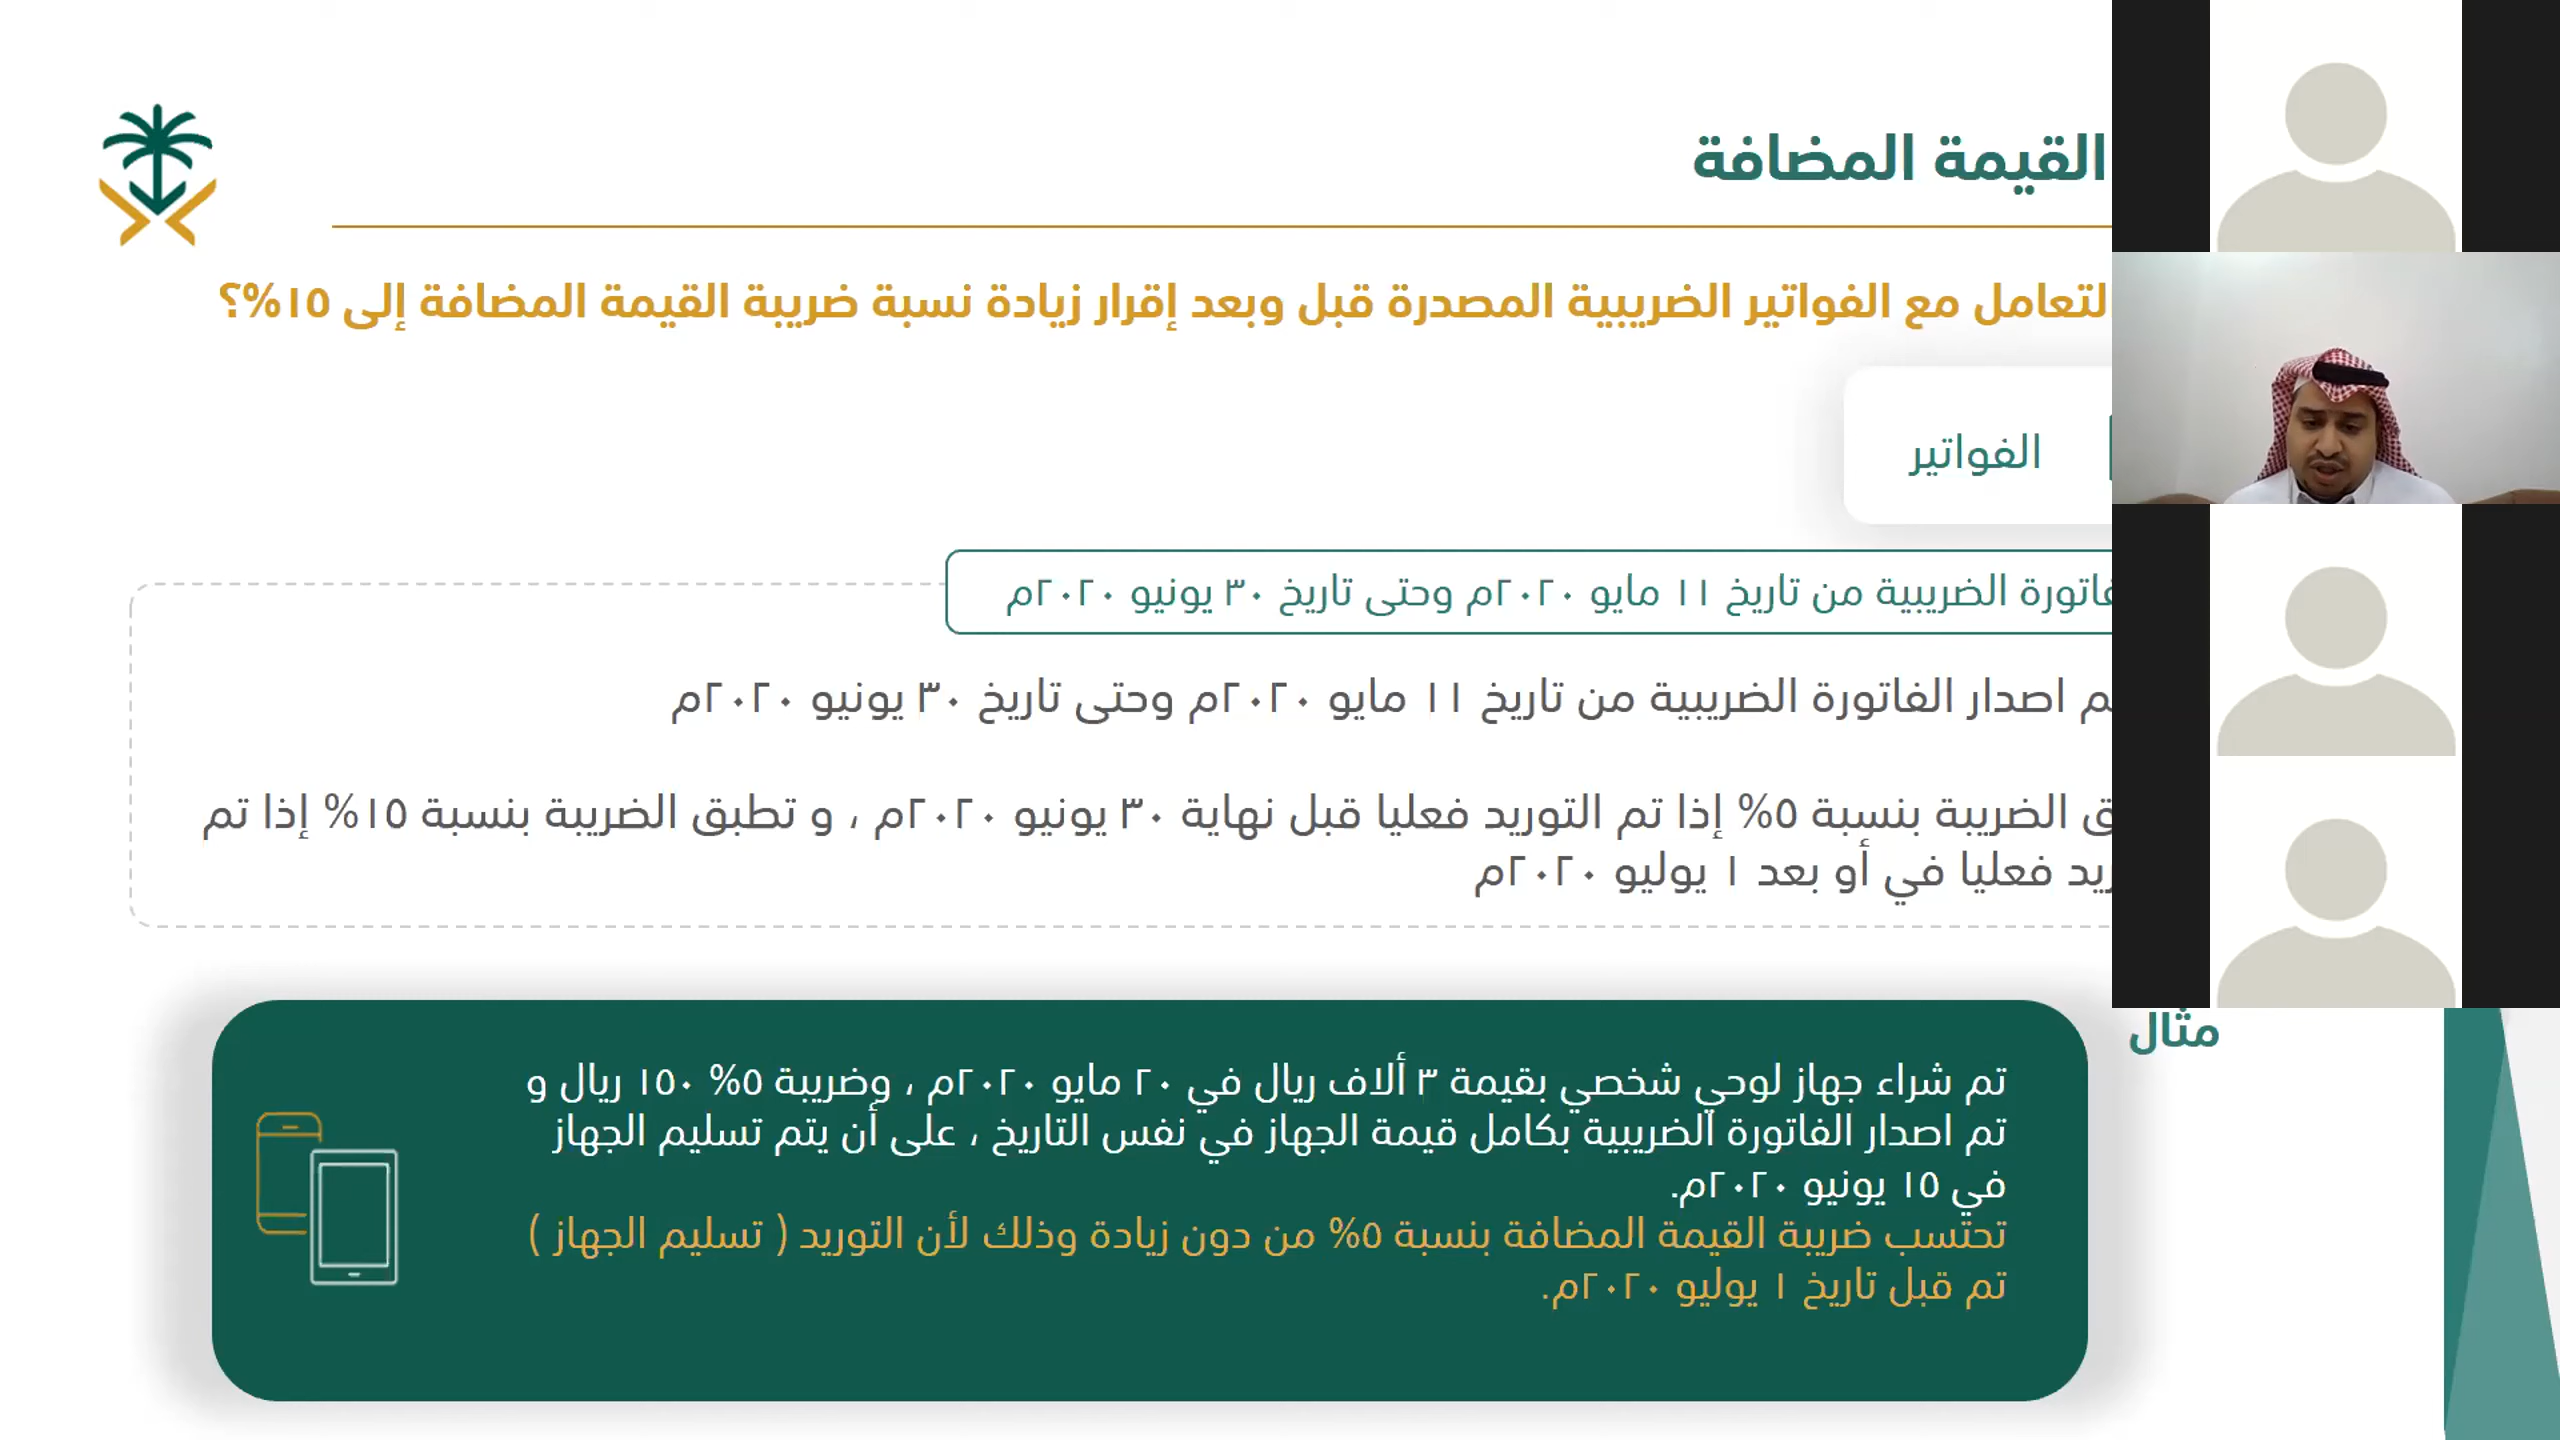 القيمة المضافة
التعامل مع الفواتير الضريبية المصدرة قبل وبعد إقرار زيادة نسبة ضريبة القيمة المضافة إلى ١٥%؟
الفواتير
الضريبية من تاريخ ١١ مايو ٢٠٢٠م وحتى تاريخ ٣٠ يونيو ٢٠٢٠م
اصدار الفاتورة الضريبية من تاريخ ١١ مايو ٢٠٢٠م وحتى تاريخ ٣٠ يونيو ٢٠٢٠م
الضريبة بنسبة ٥% إذا تم التوريد فعليا قبل نهاية ٣٠ يونيو ٢٠٢٠م ، و تطبق الضريبة بنسبة ١٥% إذا تم
فعليا في أو بعد ١ يوليو ٢٠٢٠م
مثال
تم شراء جهاز لوحي شخصي بقيمة ٣ ألاف ريال في ٢٠ مايو ٢٠٢٠م ، وضريبة ٥% ١٥٠ ريال و
تم اصدار الفاتورة الضريبية بكامل قيمة الجهاز في نفس التاريخ ، على أن يتم تسليم الجهاز
في ١٥ يونيو ٢٠٢٠م.
تحتسب ضريبة القيمة المضافة بنسبة ٥% من دون زيادة وذلك لأن التوريد ( تسليم الجهاز )
تم قبل تاريخ ١ يوليو ٢٠٢٠م.